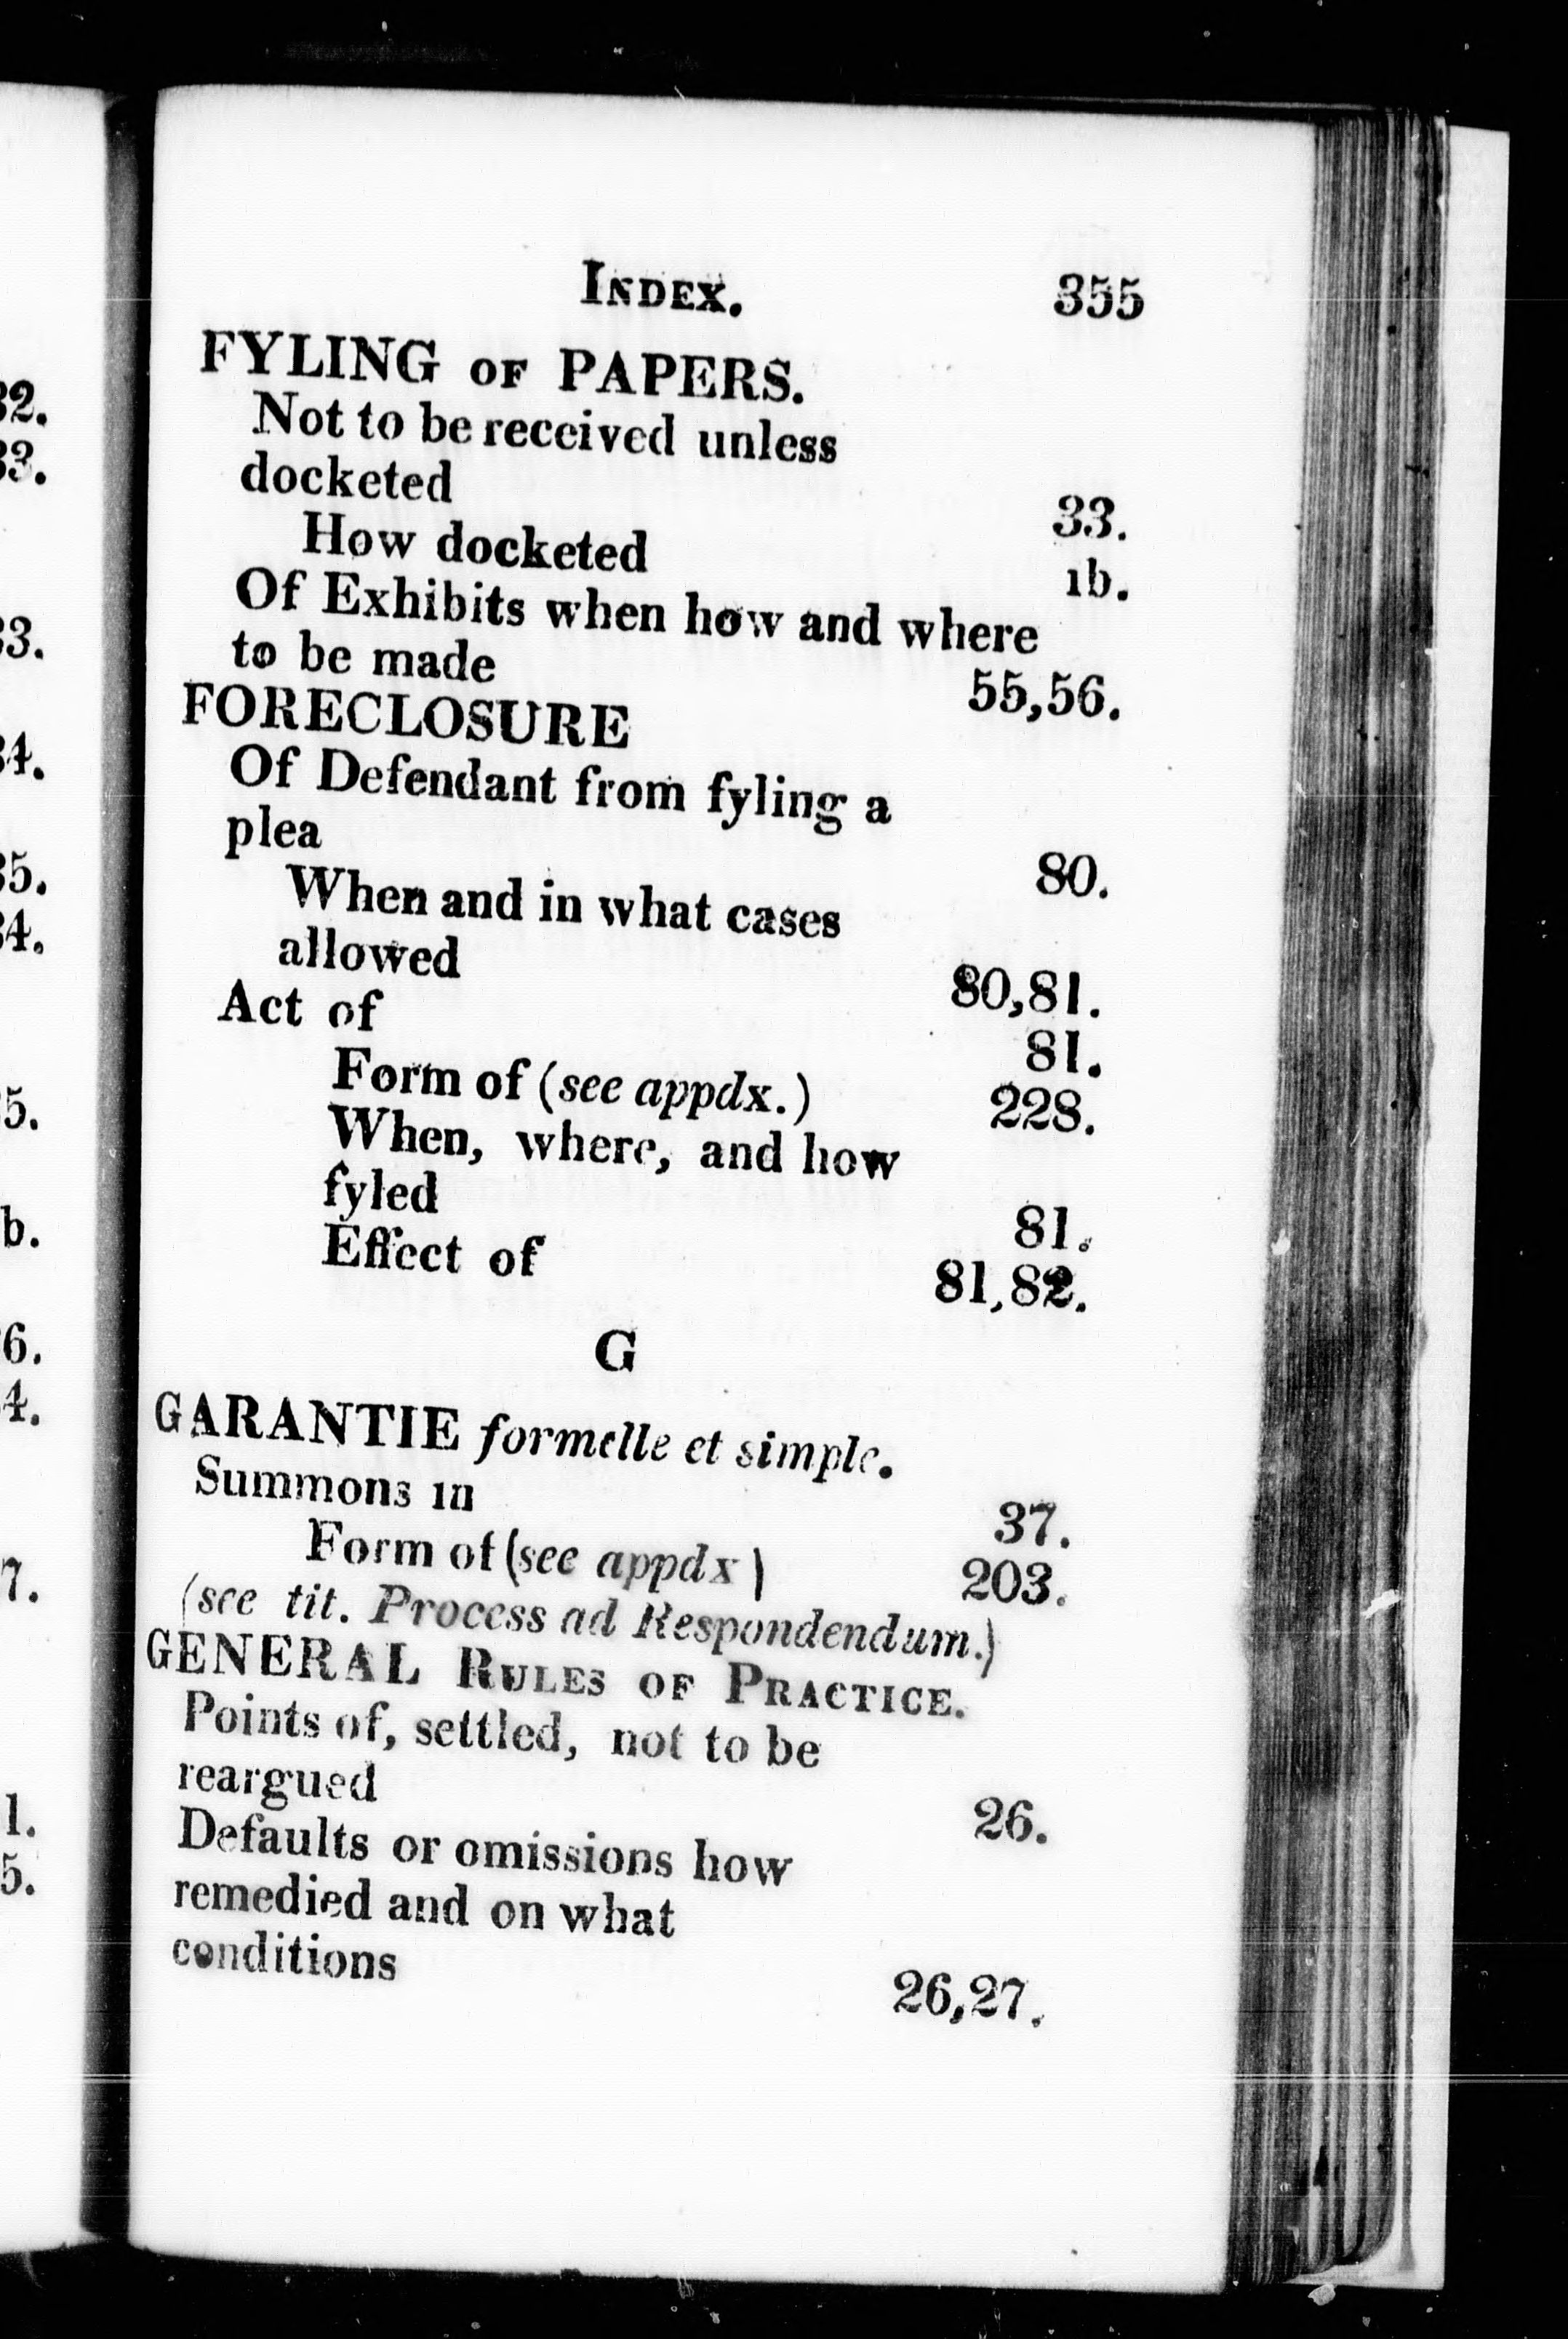 INDEX. 355
FYLING OF PAPERS.
Not to be received unless
docketed 33.
How docketed ib.
Of Exhibits when how and where
to be made 55,56.
FORECLOSURE
Of Defendant from fyling a
plea 80.
When and in what cases
allowed 80,81.
Act of 81.
Form of (see appdx.) 228.
When, where, and how
fyled 81.
Effect of 81,82.
G
GARANTIE formelle et simple.
Summons in 37.
Form of (see appdx) 203.
(see tit. Process ad Respondendum.)
GENERAL RULES OF PRACTICE.
Points of, settled, not to be
reargued 26.
Defaults or omissions how
remedied and on what
conditions 26,27.